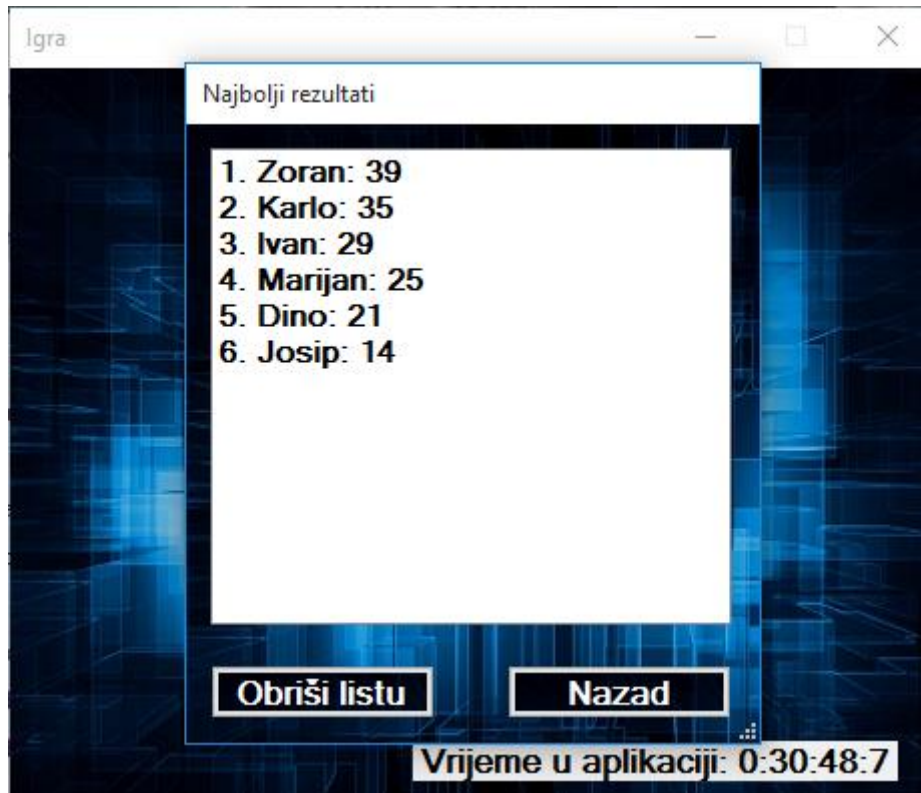 Igra
Najbolji rezultati
1. Zoran: 39
2. Karlo: 35
3. Ivan: 29
4. Marijan: 25
5. Dino: 21
6. Josip: 14
Obriši listu
Nazad
Vrijeme u aplikaciji: 0:30:48:7